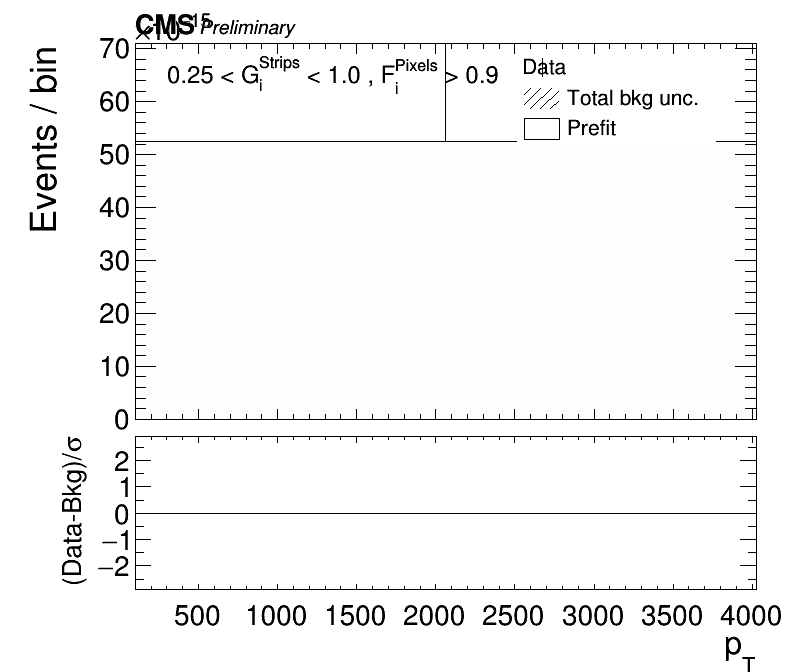 CMS Preliminary
×10^15
70
0.25 < G_i^Strips < 1.0 , F_i^Pixels > 0.9
Data
Total bkg unc.
Prefit
Events / bin
60
50
40
30
20
10
0
(Data-Bkg)/σ
2
1
0
−1
−2
500 1000 1500 2000 2500 3000 3500 4000
p_T